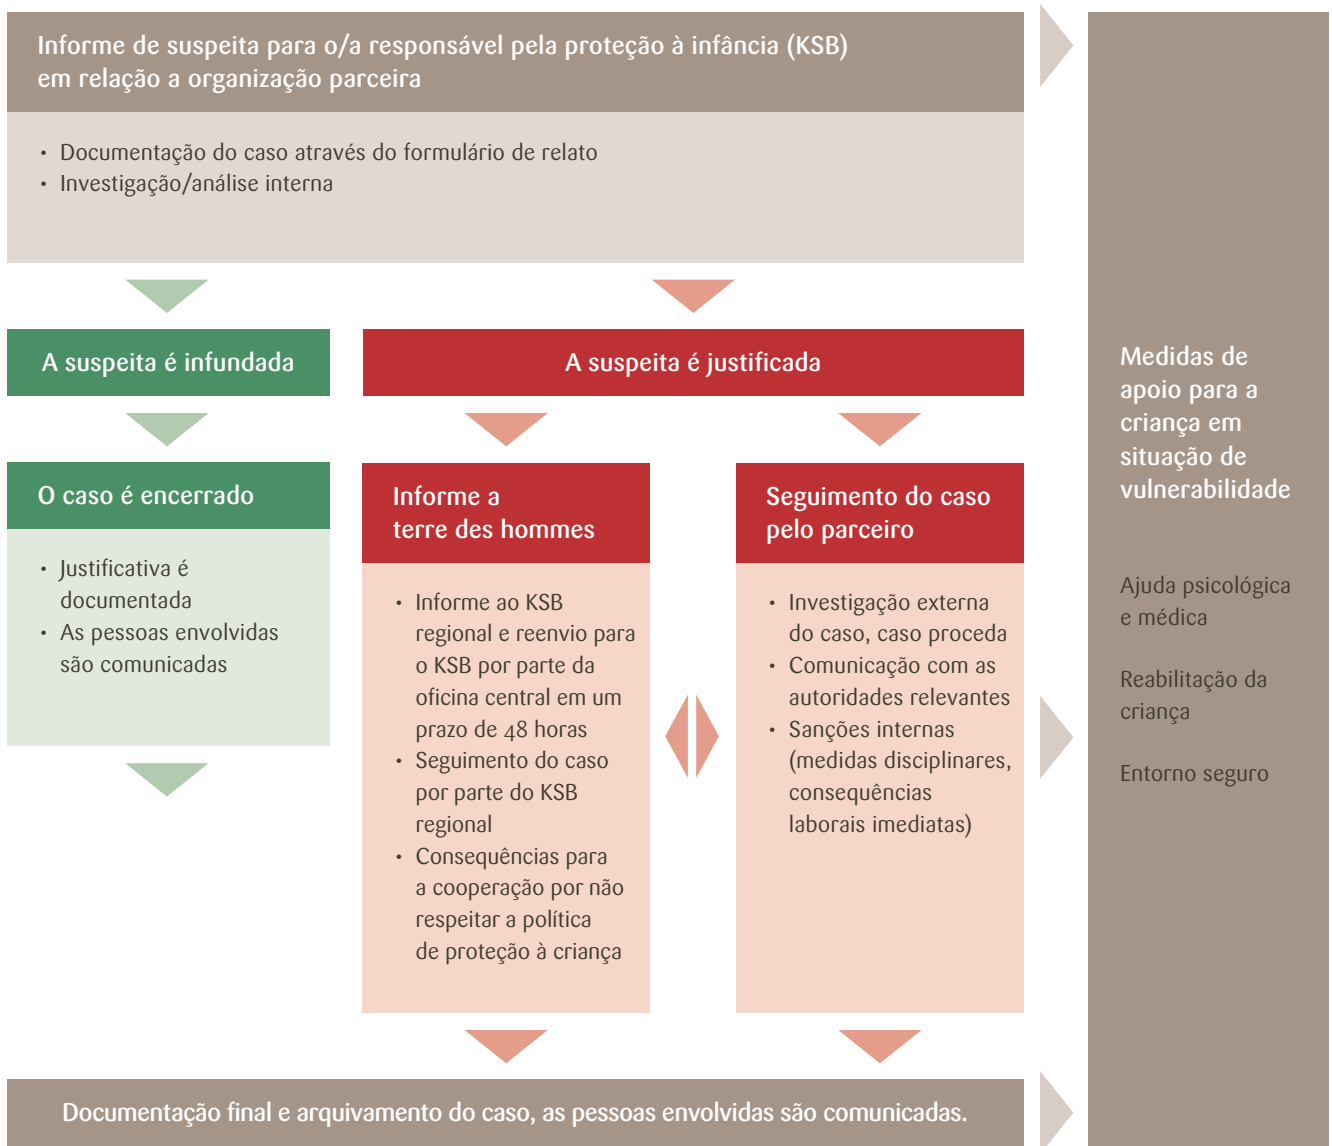 Informe de suspeita para o/a responsável pela proteção à infância (KSB)
em relação a organização parceira
• Documentação do caso através do formulário de relato
• Investigação/análise interna
A suspeita é infundada
A suspeita é justificada
O caso é encerrado
• Justificativa é
documentada
• As pessoas envolvidas
são comunicadas
Informe a
terre des hommes
• Informe ao KSB
regional e reenvio para
o KSB por parte da
oficina central em um
prazo de 48 horas
• Seguimento do caso
por parte do KSB
regional
• Consequências para
a cooperação por não
respeitar a política
de proteção à criança
Seguimento do caso
pelo parceiro
• Investigação externa
do caso, caso proceda
• Comunicação com as
autoridades relevantes
• Sanções internas
(medidas disciplinares,
consequências
laborais imediatas)
Medidas de
apoio para a
criança em
situação de
vulnerabilidade
Ajuda psicológica
e médica
Reabilitação da
criança
Entorno seguro
Documentação final e arquivamento do caso, as pessoas envolvidas são comunicadas.